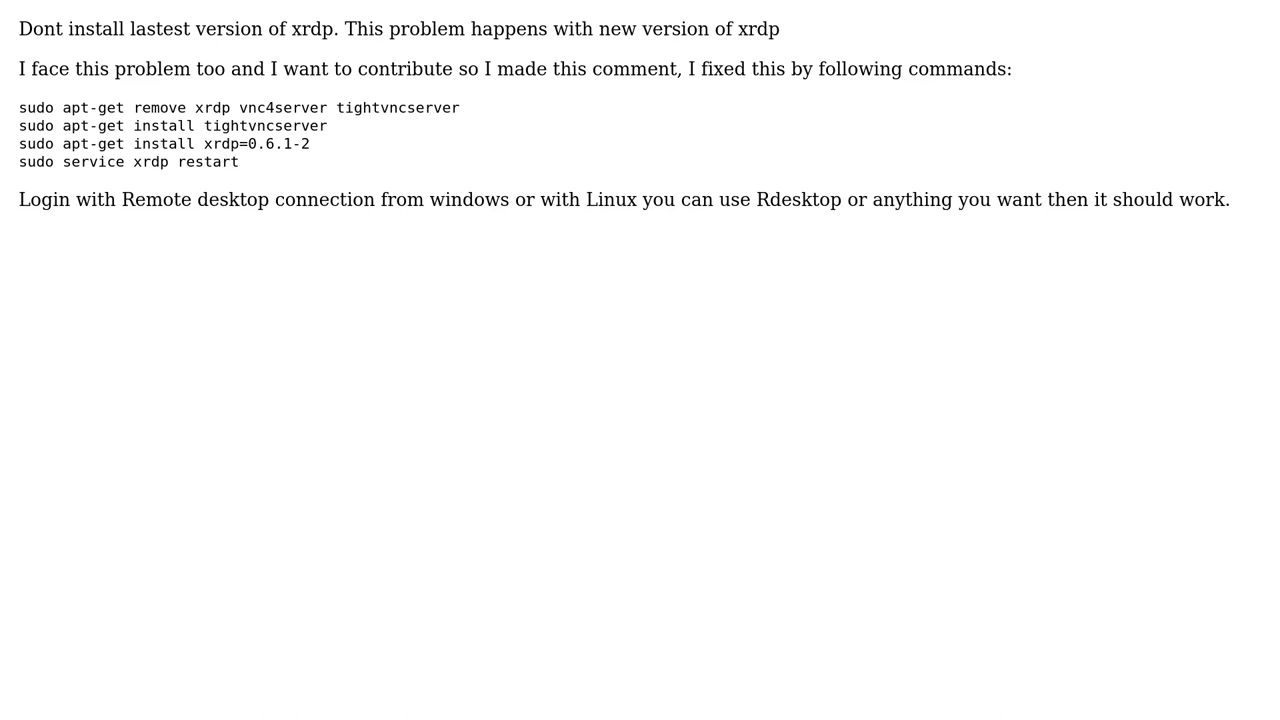 Dont install lastest version of xrdp. This problem happens with new version of xrdp
I face this problem too and I want to contribute so I made this comment, I fixed this by following commands:
sudo apt-get remove xrdp vnc4server tightvncserver
sudo apt-get install tightvncserver
sudo apt-get install xrdp=0.6.1-2
sudo service xrdp restart
Login with Remote desktop connection from windows or with Linux you can use Rdesktop or anything you want then it should work.